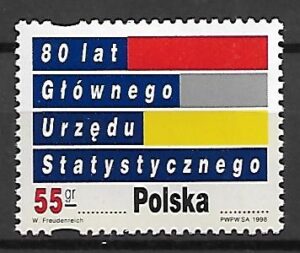 80 lat
Głównego
Urzędu
Statystycznego
55 gr Polska
W. Freudenreich PWPW SA 1998